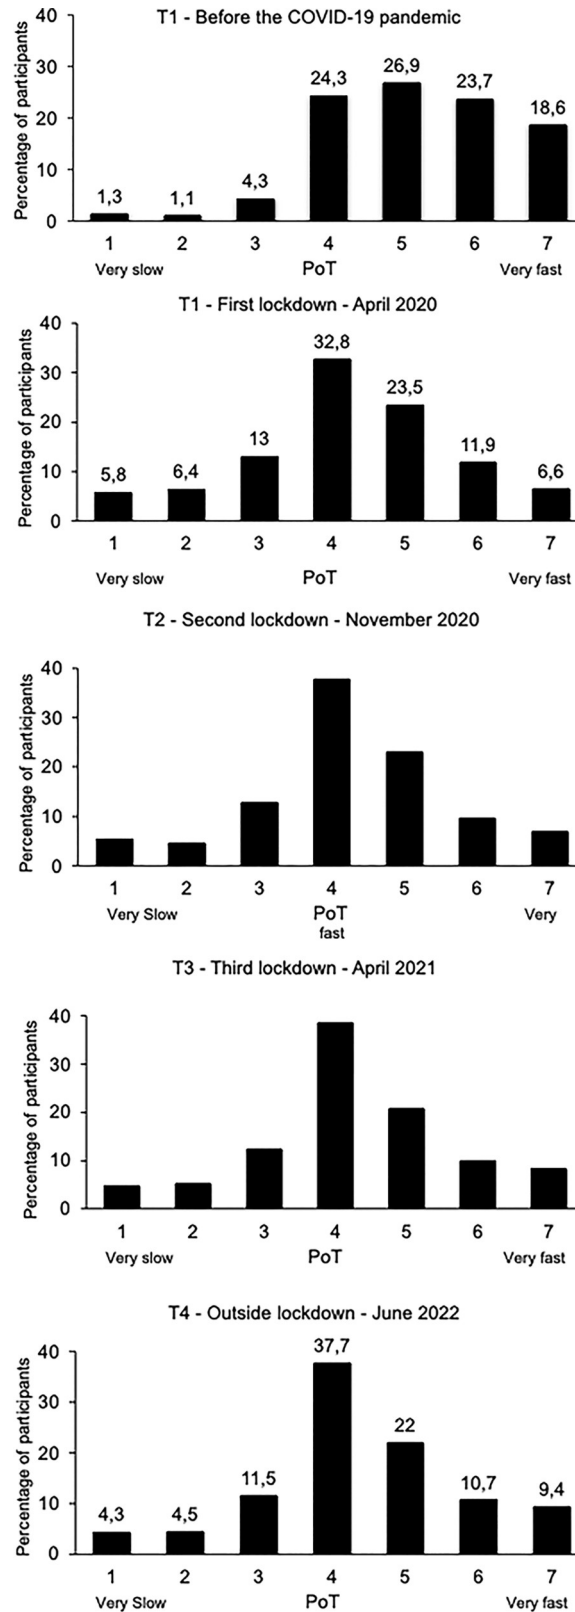 T1 - Before the COVID-19 pandemic
Percentage of participants
40
30
20
10
0
1,3
1,1
4,3
24,3
26,9
23,7
18,6
1 2 3 4 5 6 7
Very slow PoT Very fast
T1 - First lockdown - April 2020
Percentage of participants
40
30
20
10
0
5,8
6,4
13
32,8
23,5
11,9
6,6
1 2 3 4 5 6 7
Very slow PoT Very fast
T2 - Second lockdown - November 2020
Percentage of participants
40
30
20
10
0
1 2 3 4 5 6 7
Very Slow PoT Very
fast
T3 - Third lockdown - April 2021
Percentage of participants
40
30
20
10
0
1 2 3 4 5 6 7
Very slow PoT Very fast
T4 - Outside lockdown - June 2022
Percentage of participants
40
30
20
10
0
4,3
4,5
11,5
37,7
22
10,7
9,4
1 2 3 4 5 6 7
Very Slow PoT Very fast